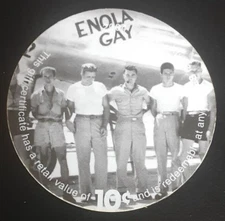 ENOLA
GAY
This gift certificate has a retail value of 10¢ and is redeemable at any